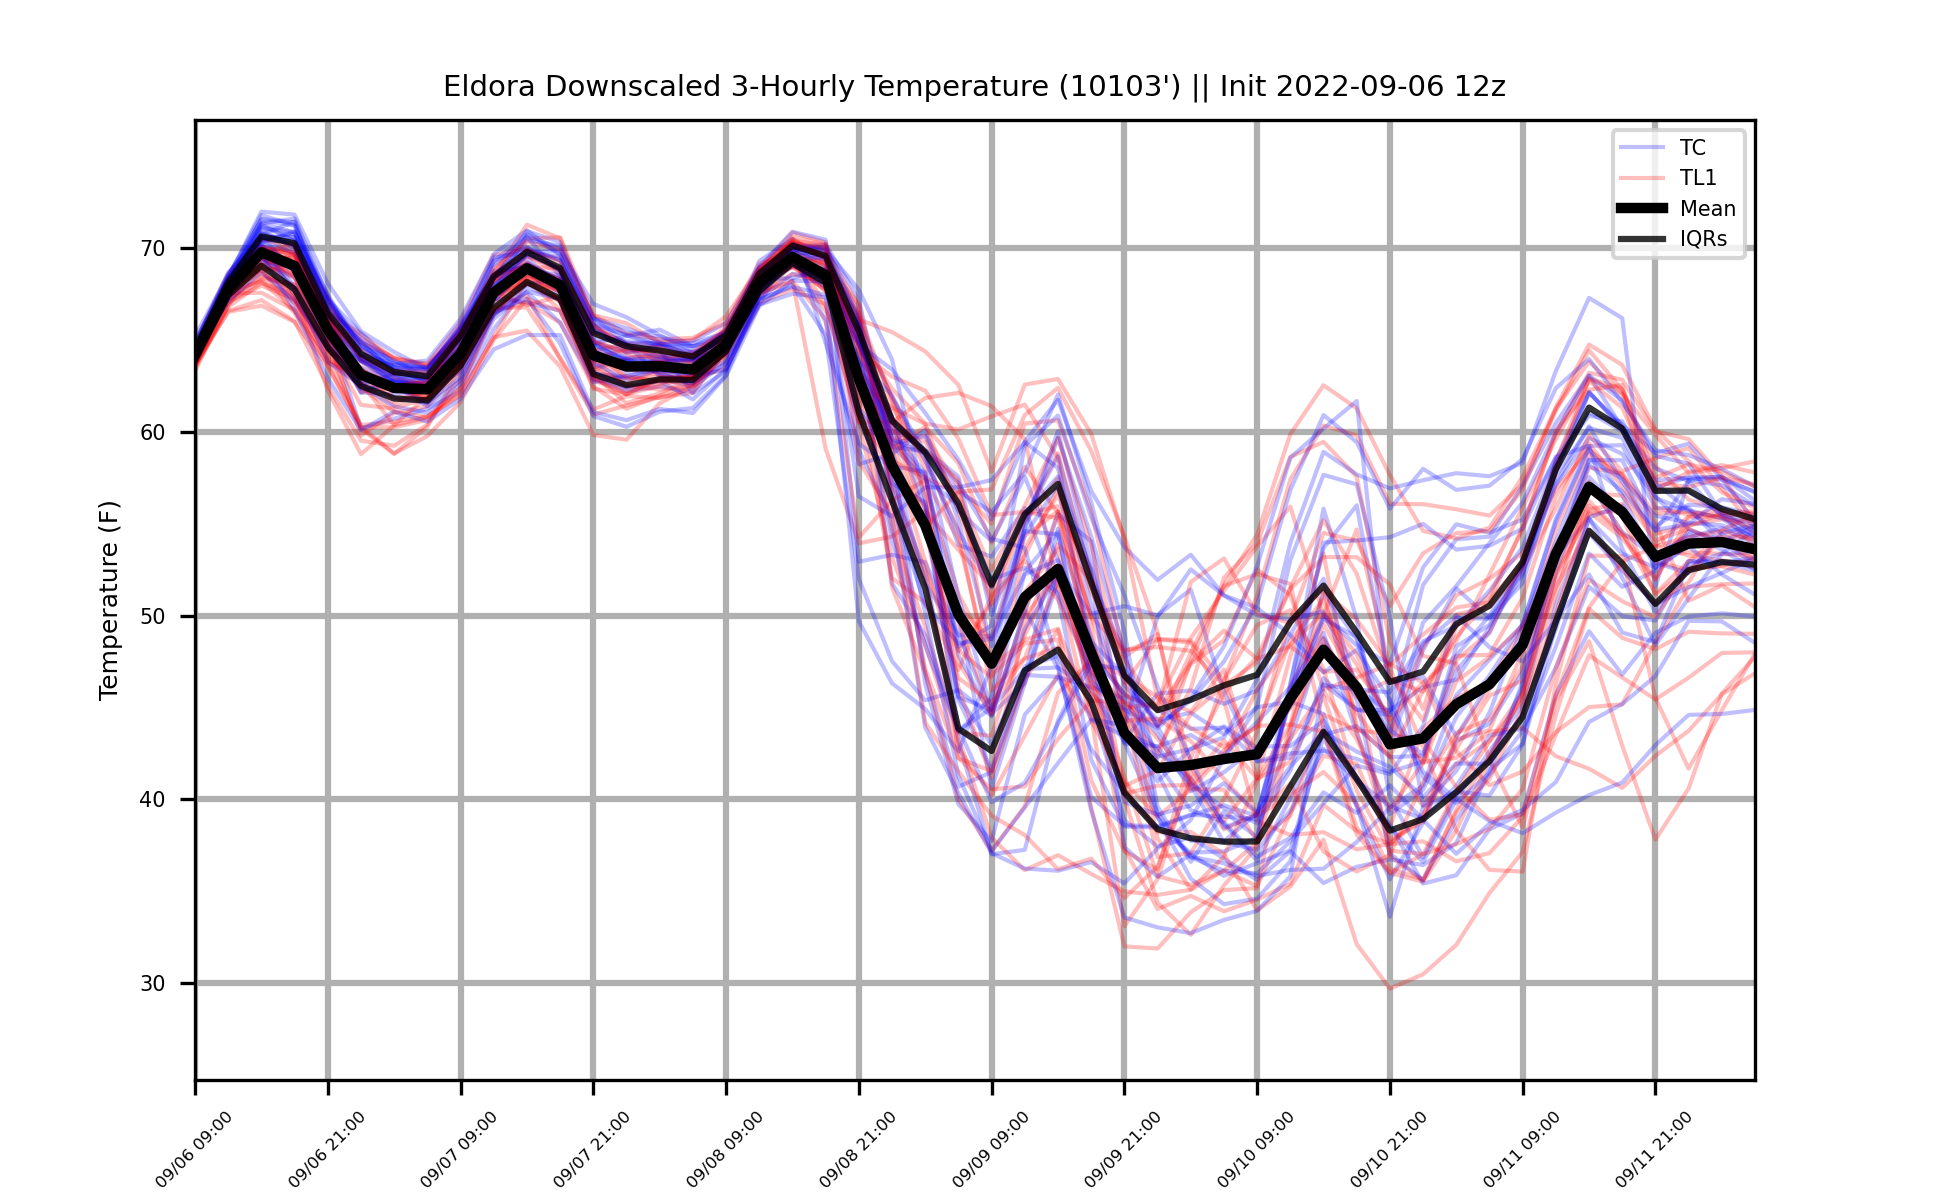 Eldora Downscaled 3-Hourly Temperature (10103') || Init 2022-09-06 12z
TC
TL1
Mean
IQRs
Temperature (F)
70
60
50
40
30
09/06 09:00
09/06 21:00
09/07 09:00
09/07 21:00
09/08 09:00
09/08 21:00
09/09 09:00
09/09 21:00
09/10 09:00
09/10 21:00
09/11 09:00
09/11 21:00